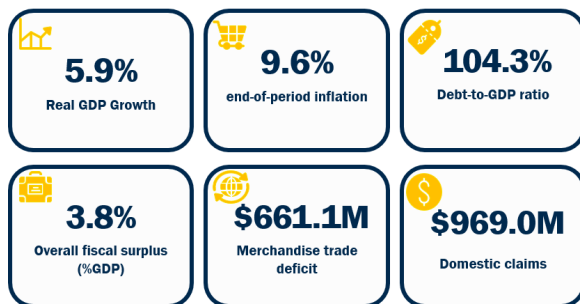 5.9%
Real GDP Growth
9.6%
end-of-period inflation
104.3%
Debt-to-GDP ratio
3.8%
Overall fiscal surplus
(%GDP)
$661.1M
Merchandise trade
deficit
$969.0M
Domestic claims